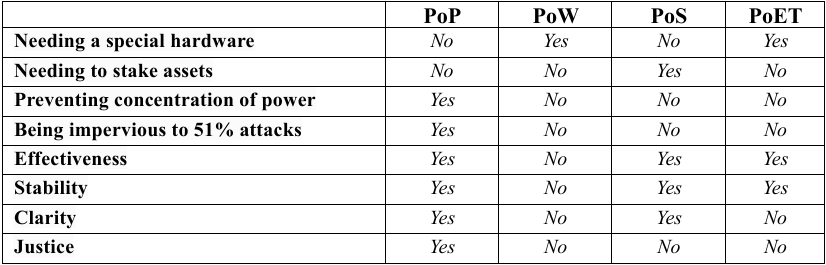 PoP PoW PoS PoET
Needing a special hardware No Yes No Yes
Needing to stake assets No No Yes No
Preventing concentration of power Yes No No No
Being impervious to 51% attacks Yes No No No
Effectiveness Yes No Yes Yes
Stability Yes No Yes Yes
Clarity Yes No Yes No
Justice Yes No No No